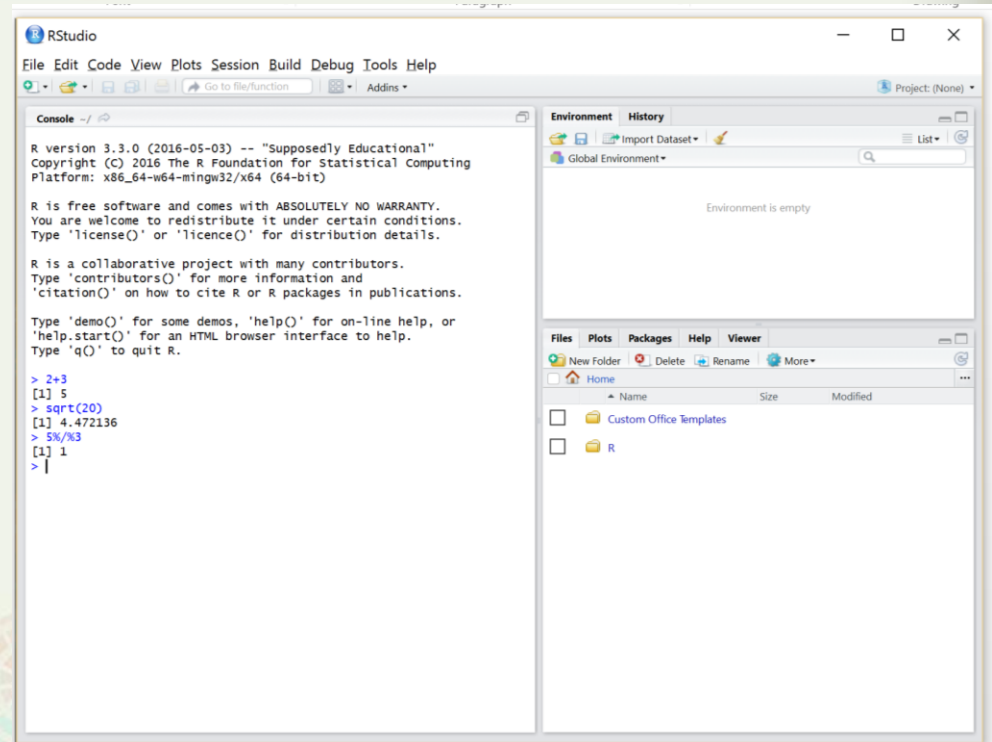 RStudio
File Edit Code View Plots Session Build Debug Tools Help
Go to file/function Addins Project: (None)
Console ~/
R version 3.3.0 (2016-05-03) -- "Supposedly Educational"
Copyright (C) 2016 The R Foundation for Statistical Computing
Platform: x86_64-w64-mingw32/x64 (64-bit)
R is free software and comes with ABSOLUTELY NO WARRANTY.
You are welcome to redistribute it under certain conditions.
Type 'license()' or 'licence()' for distribution details.
R is a collaborative project with many contributors.
Type 'contributors()' for more information and
'citation()' on how to cite R or R packages in publications.
Type 'demo()' for some demos, 'help()' for on-line help, or
'help.start()' for an HTML browser interface to help.
Type 'q()' to quit R.
> 2+3
[1] 5
> sqrt(20)
[1] 4.472136
> 5%/%3
[1] 1
>
Environment History
Import Dataset List
Global Environment
Environment is empty
Files Plots Packages Help Viewer
New Folder Delete Rename More
Home
Name Size Modified
Custom Office Templates
R